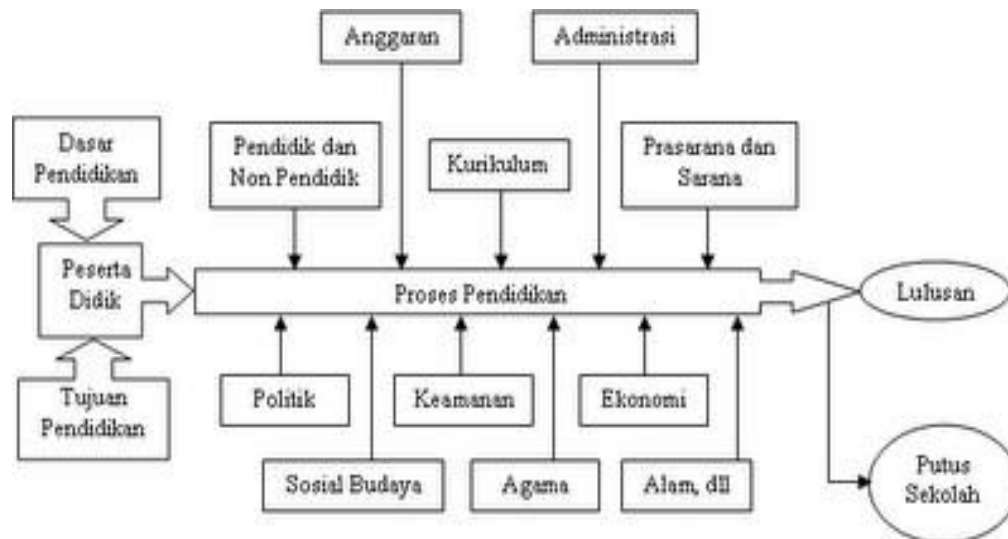 Anggaran
Administrasi
Dasar
Pendidikan
Pendidik dan
Non Pendidik
Kurikulum
Prasarana dan
Sarana
Peserta
Didik
Proses Pendidikan
Lulusan
Tujuan
Pendidikan
Politik
Keamanan
Ekonomi
Sosial Budaya
Agama
Alam, dll
Putus
Sekolah